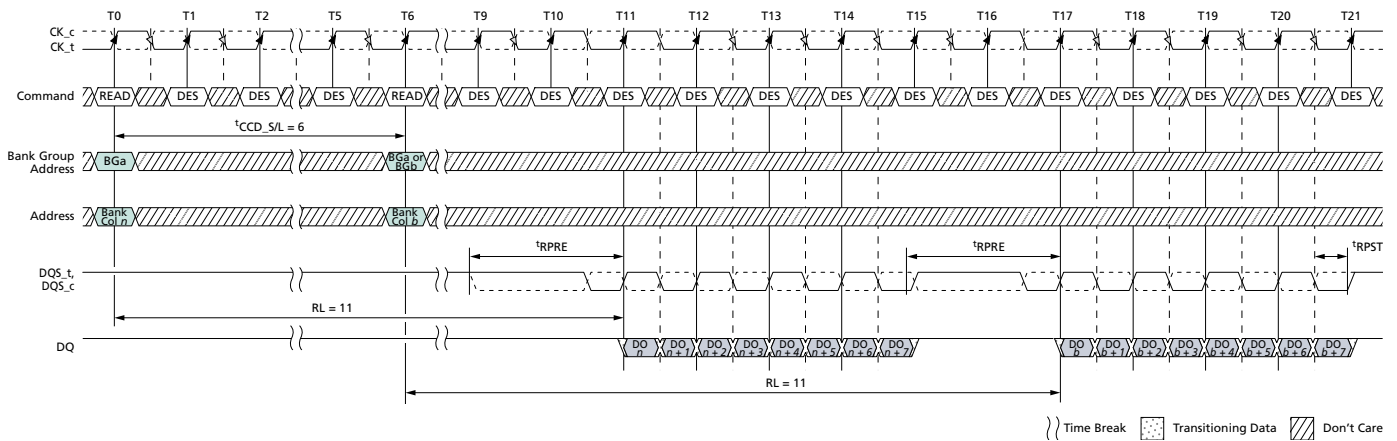 T0 T1 T2 T5 T6 T9 T10 T11 T12 T13 T14 T15 T16 T17 T18 T19 T20 T21
CK_c
CK_t
Command READ DES DES DES READ DES DES DES DES DES DES DES DES DES DES DES DES DES
tCCD_S/L = 6
Bank Group
Address
BGa
BGa or
BGb
Address
Bank
Col n
Bank
Col b
tRPRE tRPRE tRPST
DQS_t,
DQS_c
RL = 11
DQ
DO
n
DO
n + 1
DO
n + 2
DO
n + 3
DO
n + 4
DO
n + 5
DO
n + 6
DO
n + 7
DO
b
DO
b + 1
DO
b + 2
DO
b + 3
DO
b + 4
DO
b + 5
DO
b + 6
DO
b + 7
RL = 11
Time Break Transitioning Data Don't Care